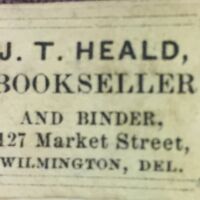 J. T. HEALD,
BOOKSELLER
AND BINDER,
127 Market Street,
WILMINGTON, DEL.